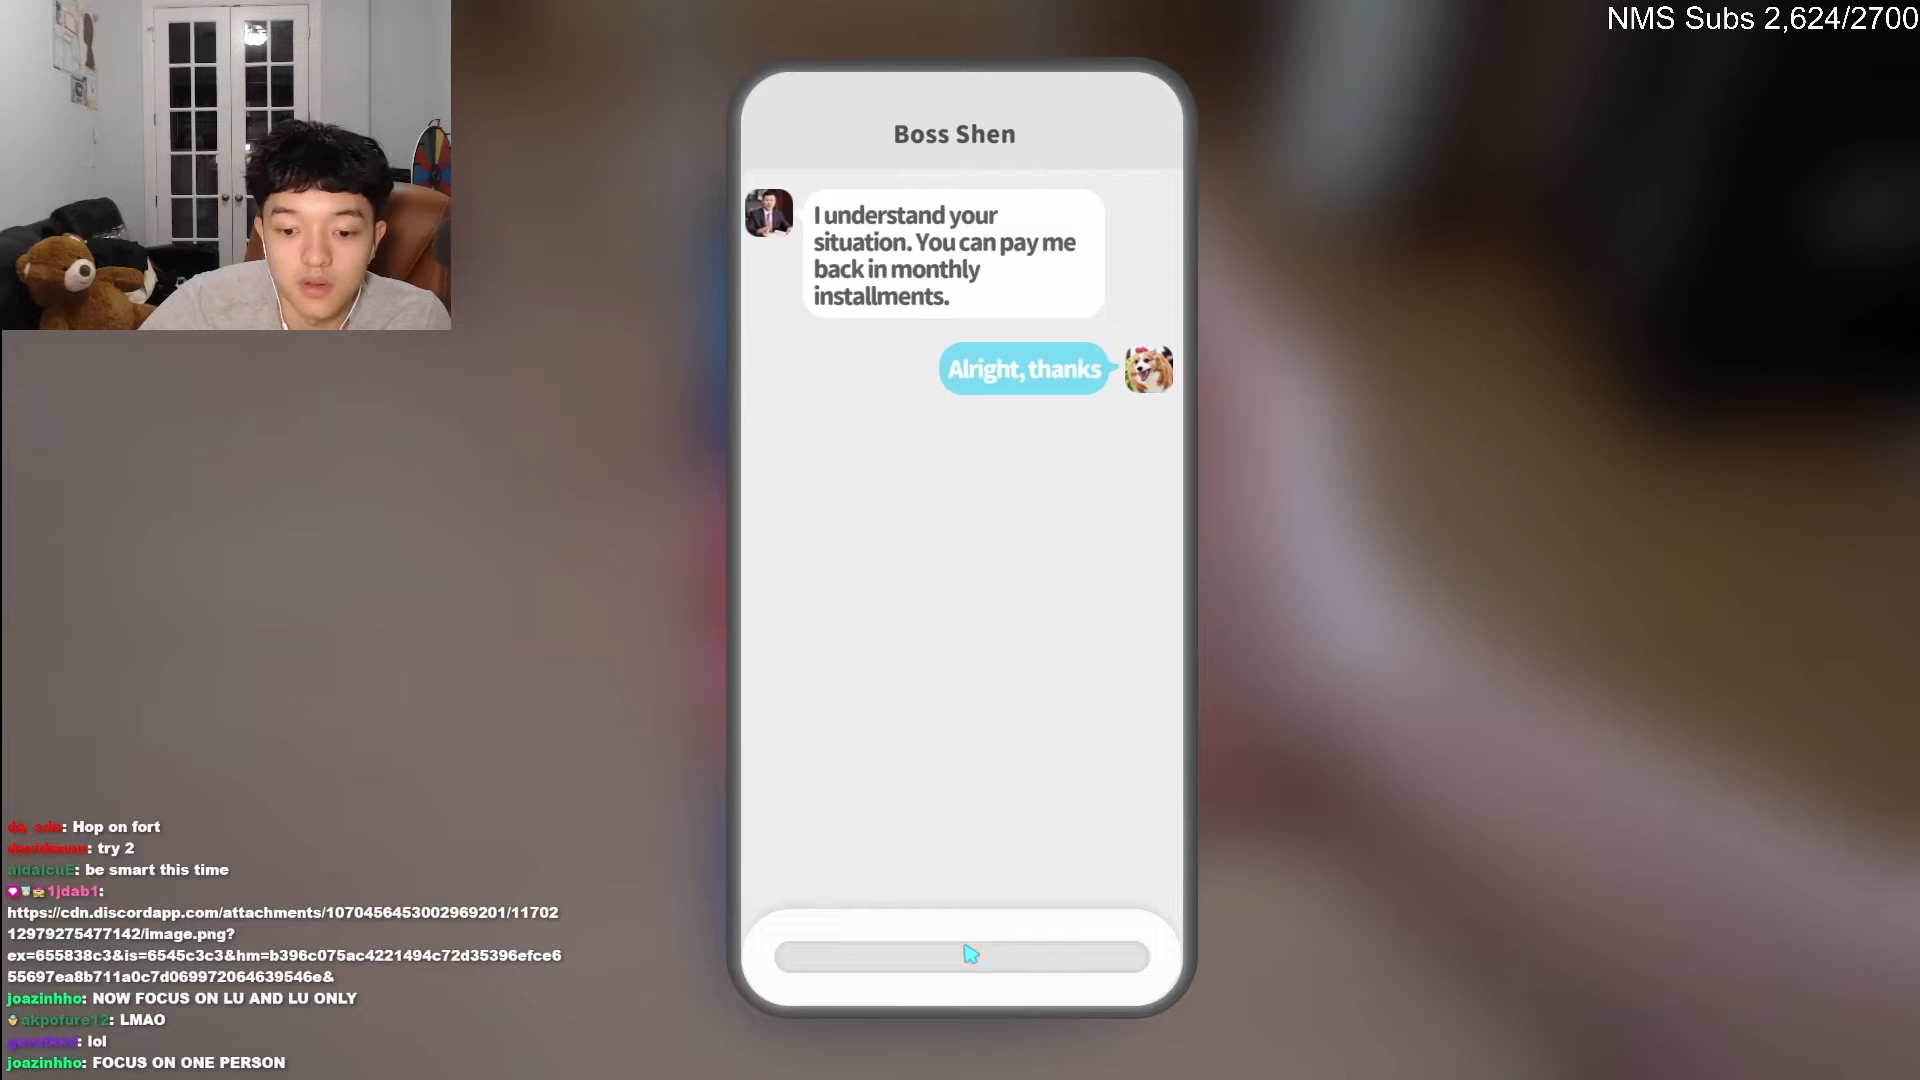 NMS Subs 2,624/2700
Boss Shen
I understand your
situation. You can pay me
back in monthly
installments.
Alright, thanks
: Hop on fort
: try 2
aldalcuE: be smart this time
1jdab1:
https://cdn.discordapp.com/attachments/1070456453002969201/11702
12979275477142/image.png?
ex=655838c3&is=6545c3c3&hm=b396c075ac4221494c72d35396efce6
55697ea8b711a0c7d069972064639546e&
joazinhho: NOW FOCUS ON LU AND LU ONLY
akpofure12: LMAO
: lol
joazinhho: FOCUS ON ONE PERSON